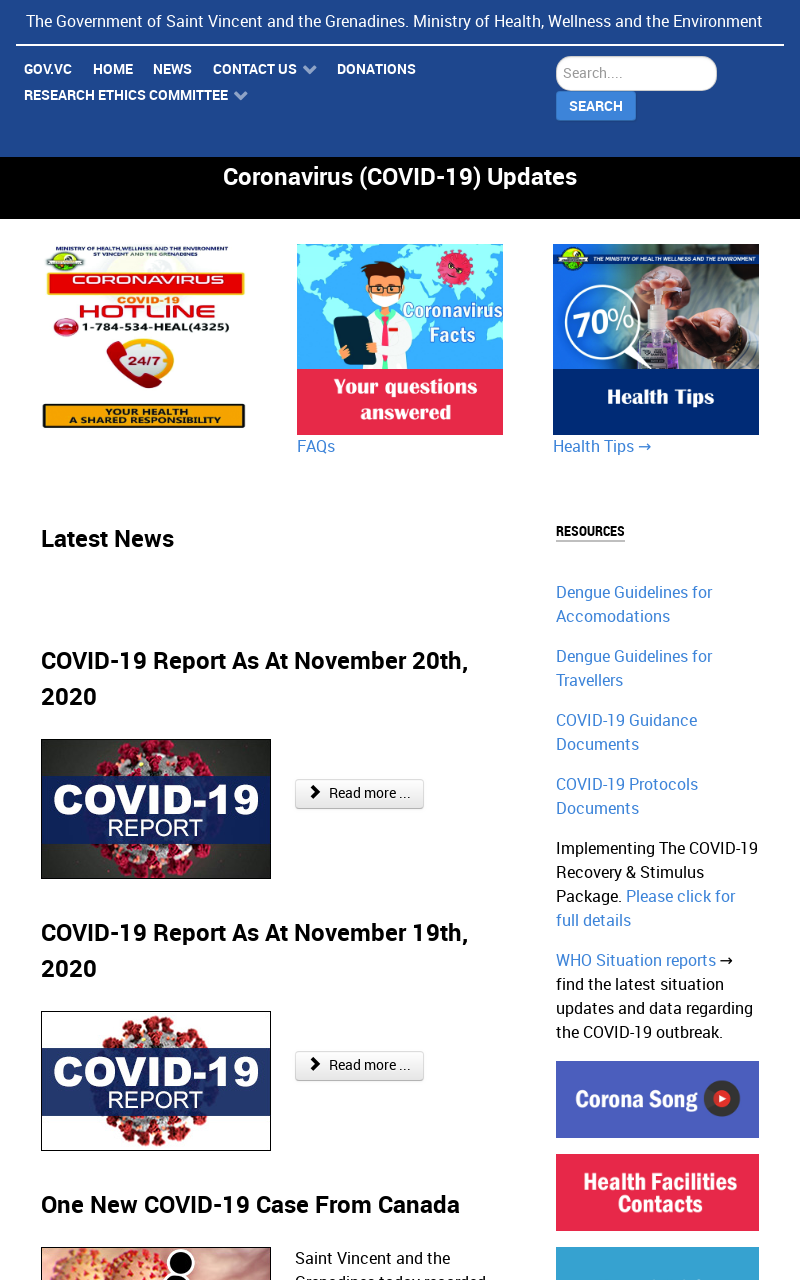 The Government of Saint Vincent and the Grenadines. Ministry of Health, Wellness and the Environment
GOV.VC HOME NEWS CONTACT US DONATIONS
RESEARCH ETHICS COMMITTEE
Search....
SEARCH
Coronavirus (COVID-19) Updates
MINISTRY OF HEALTH,WELLNESS AND THE ENVIRONMENT
ST VINCENT AND THE GRENADINES
CORONAVIRUS
COVID-19
HOTLINE
1-784-534-HEAL(4325)
24/7
YOUR HEALTH
A SHARED RESPONSIBILITY
Coronavirus
Facts
Your questions
answered
FAQs
THE MINISTRY OF HEALTH WELLNESS AND THE ENVIRONMENT
70%
Health Tips
Health Tips →
Latest News
COVID-19 Report As At November 20th,
2020
COVID-19
REPORT
Read more ...
COVID-19 Report As At November 19th,
2020
COVID-19
REPORT
Read more ...
One New COVID-19 Case From Canada
Saint Vincent and the
Grenadines today recorded
RESOURCES
Dengue Guidelines for
Accomodations
Dengue Guidelines for
Travellers
COVID-19 Guidance
Documents
COVID-19 Protocols
Documents
Implementing The COVID-19
Recovery & Stimulus
Package. Please click for
full details
WHO Situation reports →
find the latest situation
updates and data regarding
the COVID-19 outbreak.
Corona Song
Health Facilities
Contacts